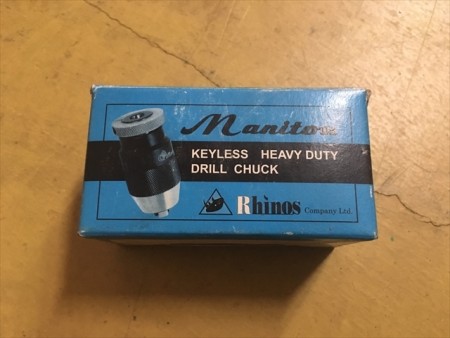 Manitou
KEYLESS HEAVY DUTY
DRILL CHUCK
Rhinos Company Ltd.